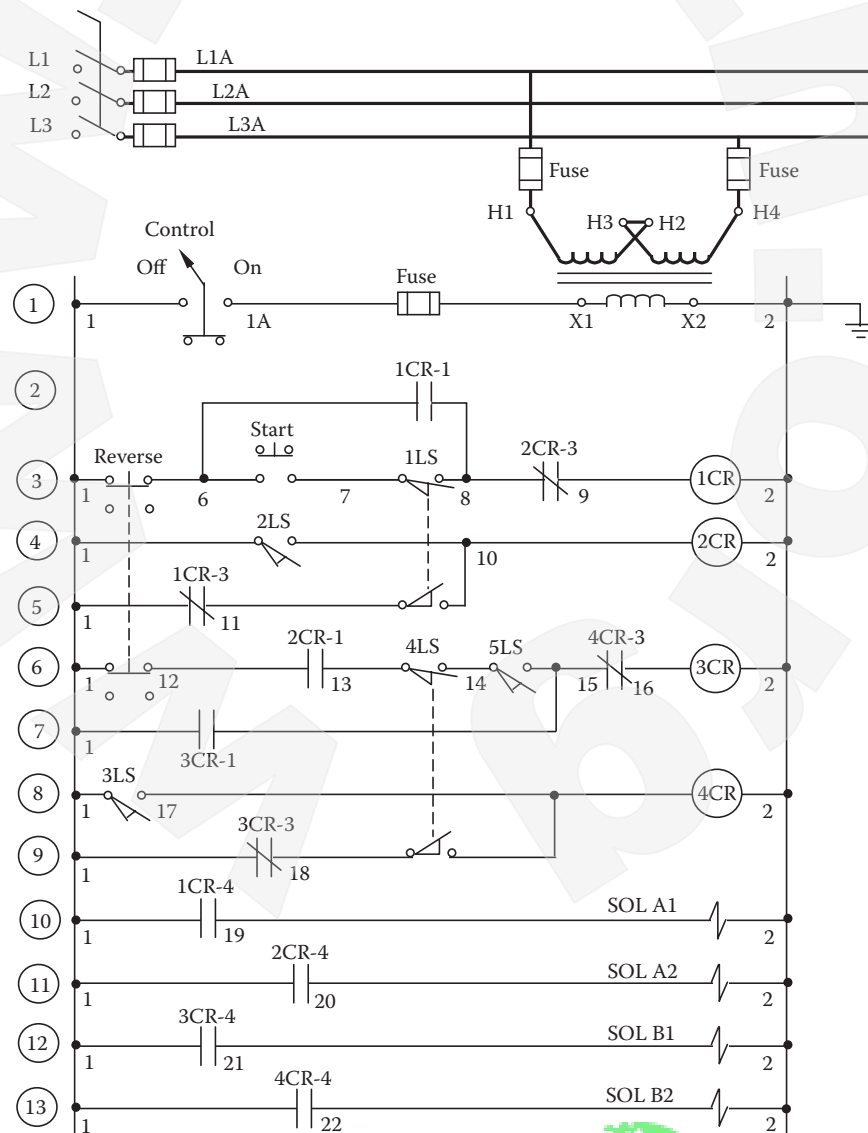 L1 L1A
L2 L2A
L3 L3A
Fuse Fuse
H1 H3 H2 H4
Control
Off On
Fuse
1 1 1A X1 X2 2
2 1CR-1
Start
Reverse 1LS 2CR-3
3 1 6 7 8 9 1CR 2
2LS
4 1 10 2CR 2
1CR-3
5 1 11
2CR-1 4LS 5LS 4CR-3
6 1 12 13 14 15 16 3CR 2
7 1
3CR-1
3LS
8 1 17 4CR 2
3CR-3
9 1 18
1CR-4 SOL A1
10 1 19 2
2CR-4 SOL A2
11 1 20 2
3CR-4 SOL B1
12 1 21 2
4CR-4 SOL B2
13 1 22 2